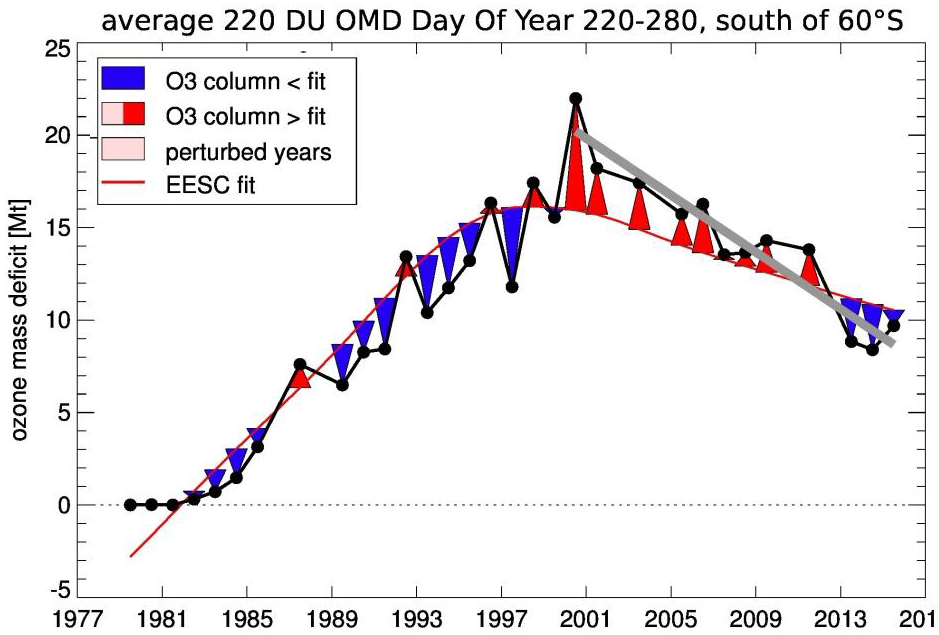 average 220 DU OMD Day Of Year 220-280, south of 60°S
O3 column < fit
O3 column > fit
perturbed years
EESC fit
ozone mass deficit [Mt]
25
20
15
10
5
0
-5
1977 1981 1985 1989 1993 1997 2001 2005 2009 2013 201